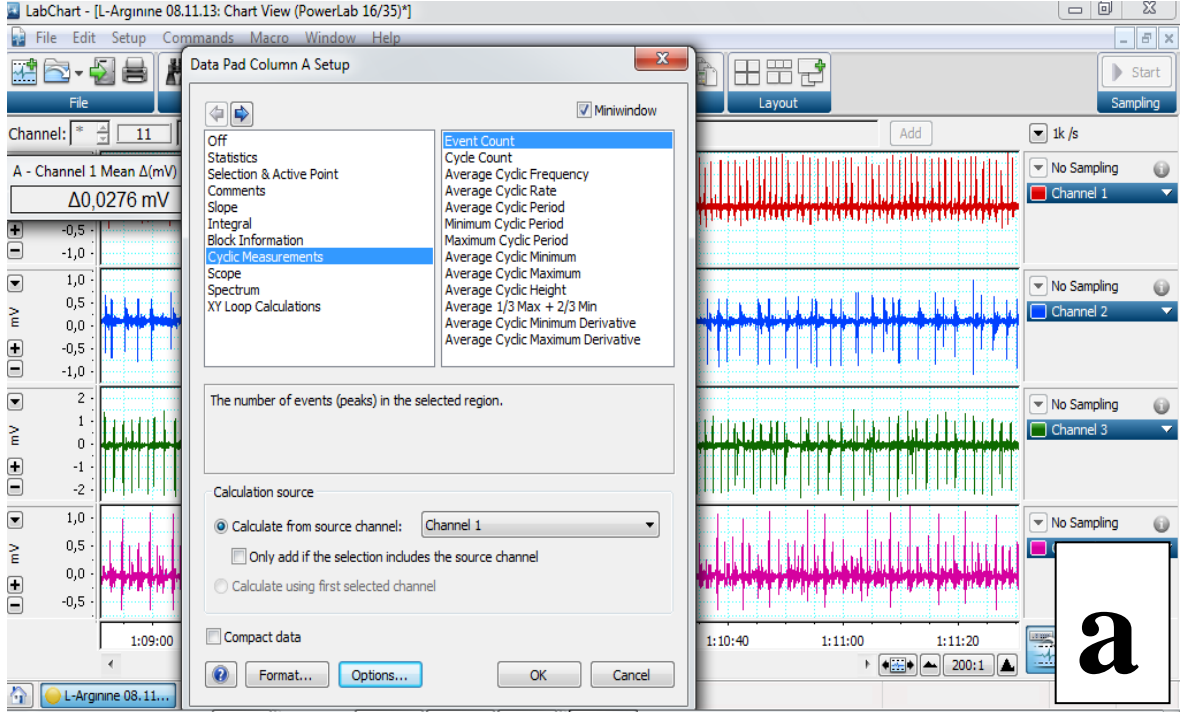 LabChart - [L-Arginine 08.11.13: Chart View (PowerLab 16/35)*]
File Edit Setup Commands Macro Window Help
File
Layout
Start
Sampling
Channel: * 11
Add
1k /s
A - Channel 1 Mean Δ(mV)
Δ0,0276 mV
-0,5
-1,0
No Sampling
Channel 1
mV
1,0
0,5
0,0
-0,5
-1,0
No Sampling
Channel 2
mV
2
1
0
-1
-2
No Sampling
Channel 3
mV
1,0
0,5
0,0
-0,5
No Sampling
1:09:00
1:10:40
1:11:00
1:11:20
200:1
L-Arginine 08.11...
Data Pad Column A Setup
Miniwindow
Off
Statistics
Selection & Active Point
Comments
Slope
Integral
Block Information
Cyclic Measurements
Scope
Spectrum
XY Loop Calculations
Event Count
Cycle Count
Average Cyclic Frequency
Average Cyclic Rate
Average Cyclic Period
Minimum Cyclic Period
Maximum Cyclic Period
Average Cyclic Minimum
Average Cyclic Maximum
Average Cyclic Height
Average 1/3 Max + 2/3 Min
Average Cyclic Minimum Derivative
Average Cyclic Maximum Derivative
The number of events (peaks) in the selected region.
Calculation source
Calculate from source channel: Channel 1
Only add if the selection includes the source channel
Calculate using first selected channel
Compact data
Format... Options... OK Cancel
a